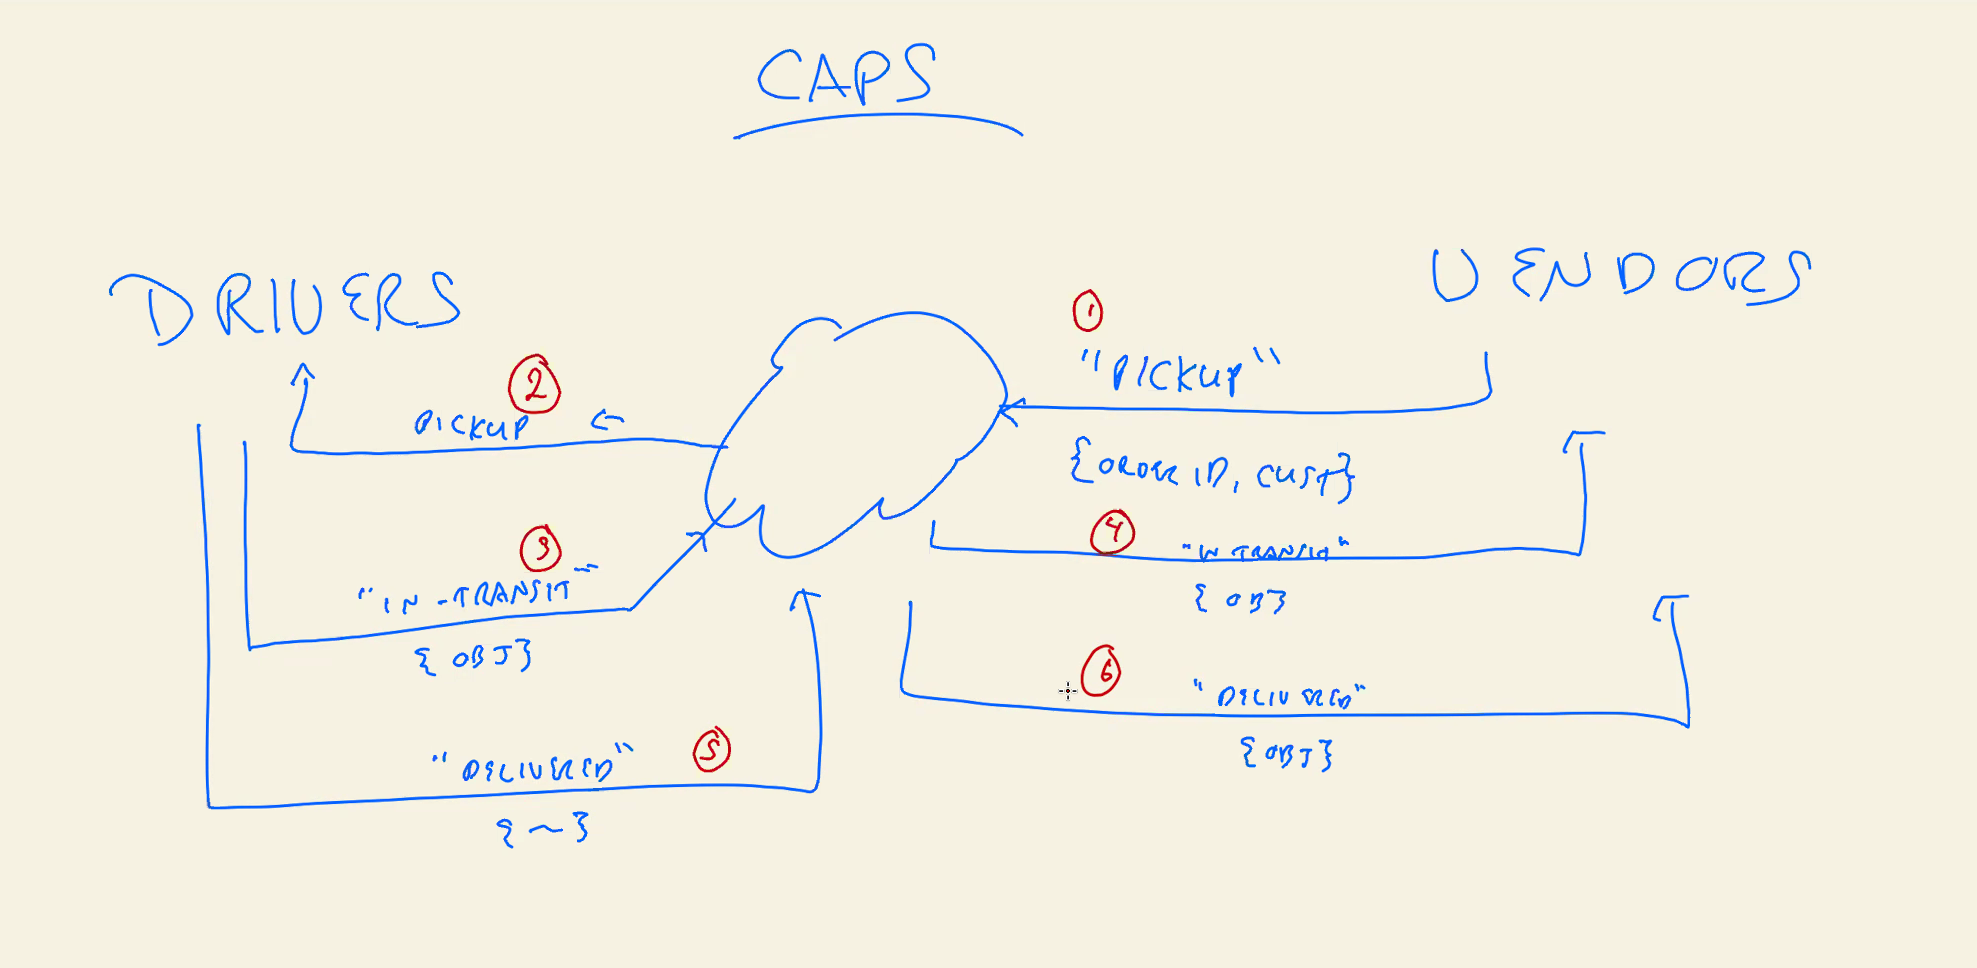 CAPS
DRIVERS
VENDORS
1
"PICKUP"
2
PICKUP
{ORDER ID, CUST}
3
"IN-TRANSIT"
{OBJ}
4
"IN TRANSIT"
{OB}
5
"DELIVERED"
{~}
6
"DELIVERED"
{OBJ}